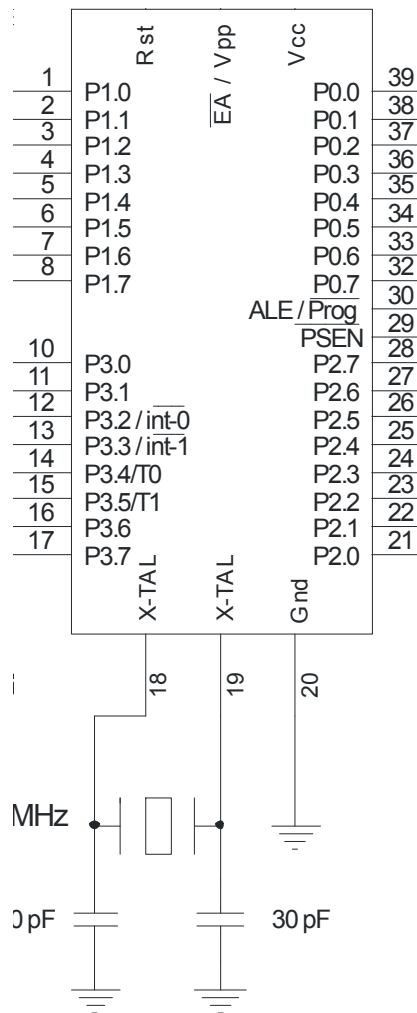 Rst
EA / Vpp
Vcc
1 P1.0 P0.0 39
2 P1.1 P0.1 38
3 P1.2 P0.2 37
4 P1.3 P0.3 36
5 P1.4 P0.4 35
6 P1.5 P0.5 34
7 P1.6 P0.6 33
8 P1.7 P0.7 32
ALE / Prog 30
PSEN 29
10 P3.0 P2.7 28
11 P3.1 P2.6 27
12 P3.2 / int-0 P2.5 26
13 P3.3 / int-1 P2.4 25
14 P3.4/T0 P2.3 24
15 P3.5/T1 P2.2 23
16 P3.6 P2.1 22
17 P3.7 P2.0 21
X-TAL
X-TAL
Gnd
18
19
20
MHz
0 pF
30 pF